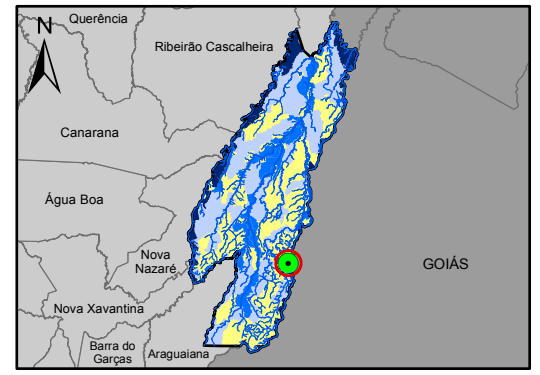 Querência
N
Ribeirão Cascalheira
Canarana
Água Boa
Nova
Nazaré
GOIÁS
Nova Xavantina
Barra do
Garças
Araguaiana